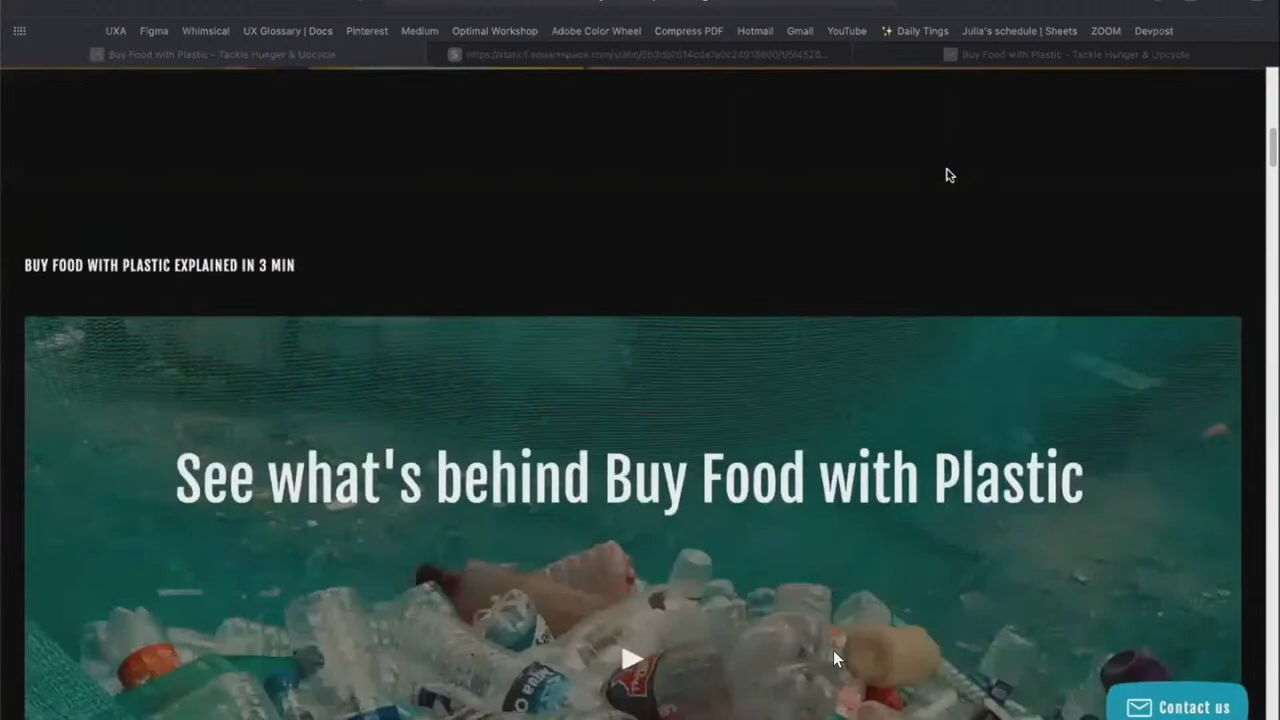 UXA Figma Whimsical UX Glossary | Docs Pinterest Medium Optimal Workshop Adobe Color Wheel Compress PDF Hotmail Gmail YouTube ✨ Daily Tings Julia's schedule | Sheets ZOOM Devpost
Buy Food with Plastic - Tackle Hunger & Upcycle
Buy Food with Plastic - Tackle Hunger & Upcycle
BUY FOOD WITH PLASTIC EXPLAINED IN 3 MIN
See what's behind Buy Food with Plastic
Contact us